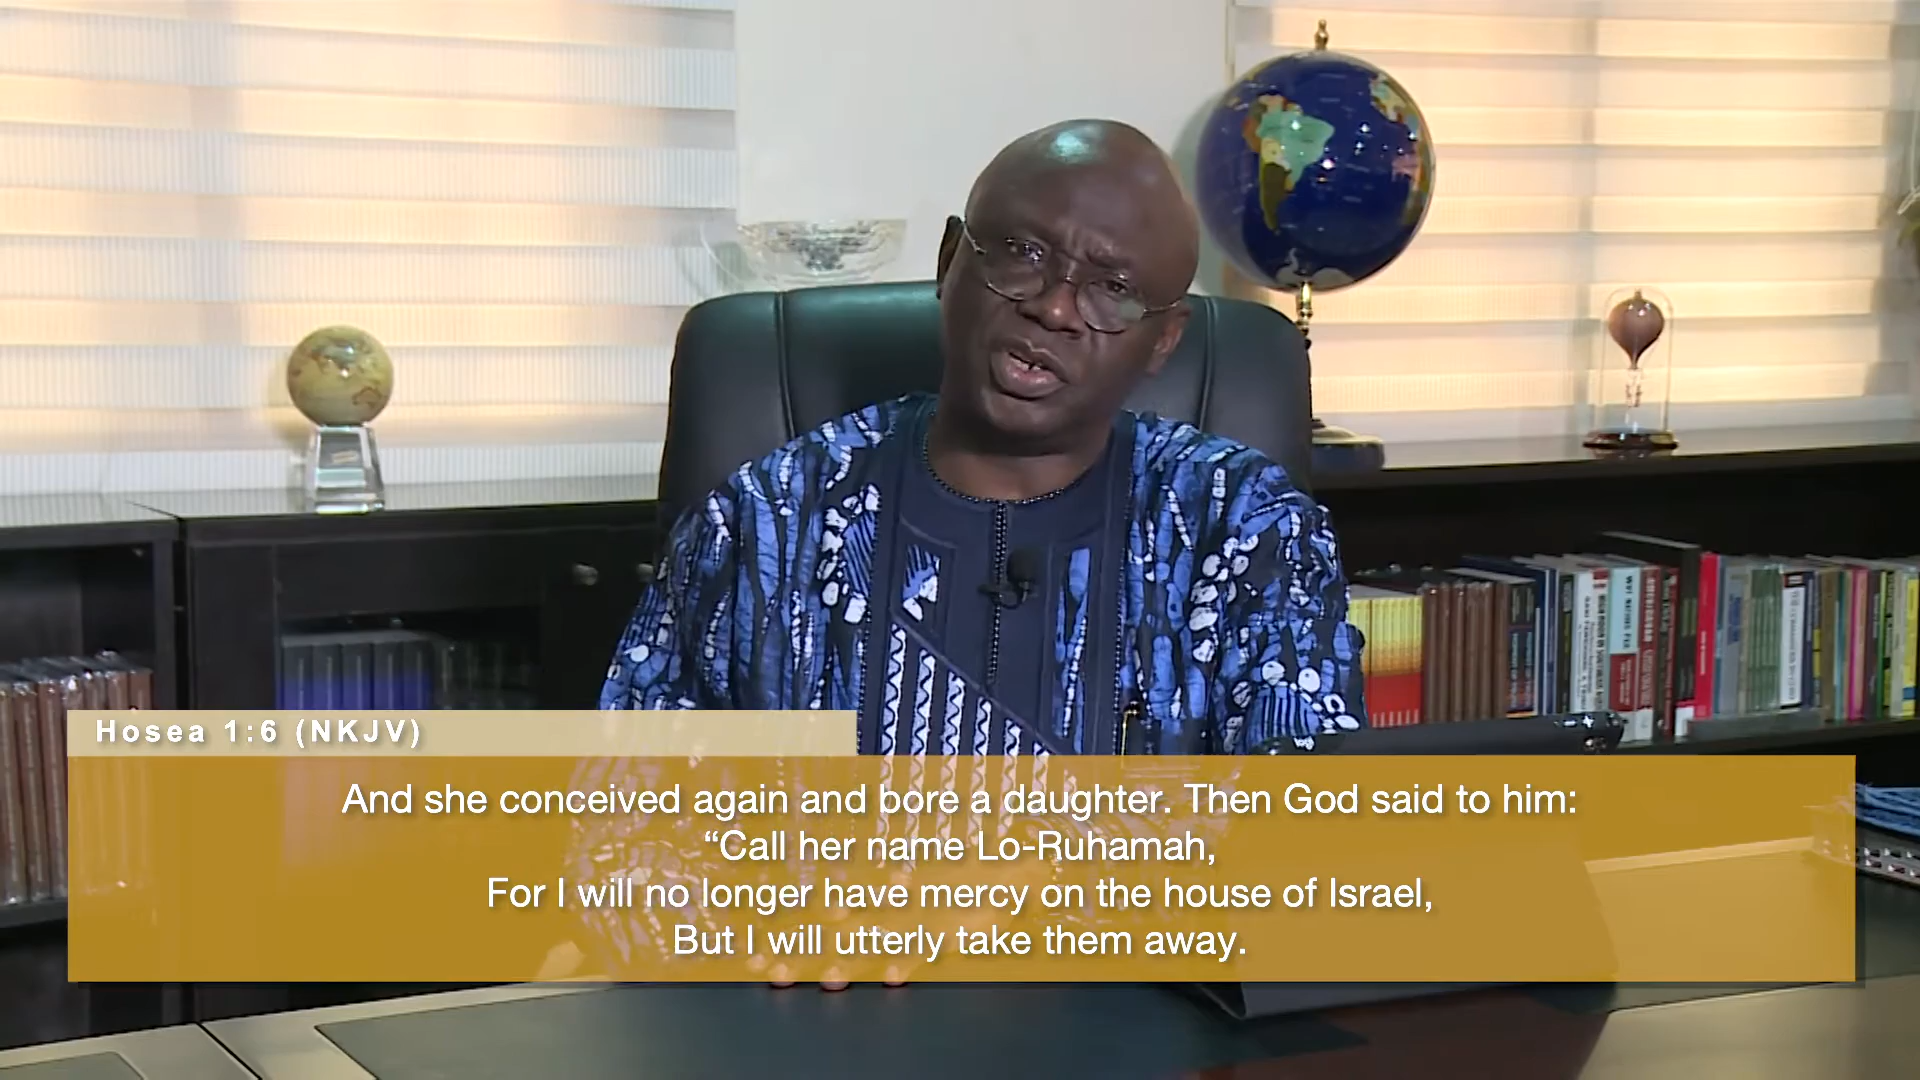 Hosea 1:6 (NKJV)
And she conceived again and bore a daughter. Then God said to him:
“Call her name Lo-Ruhamah,
For I will no longer have mercy on the house of Israel,
But I will utterly take them away.